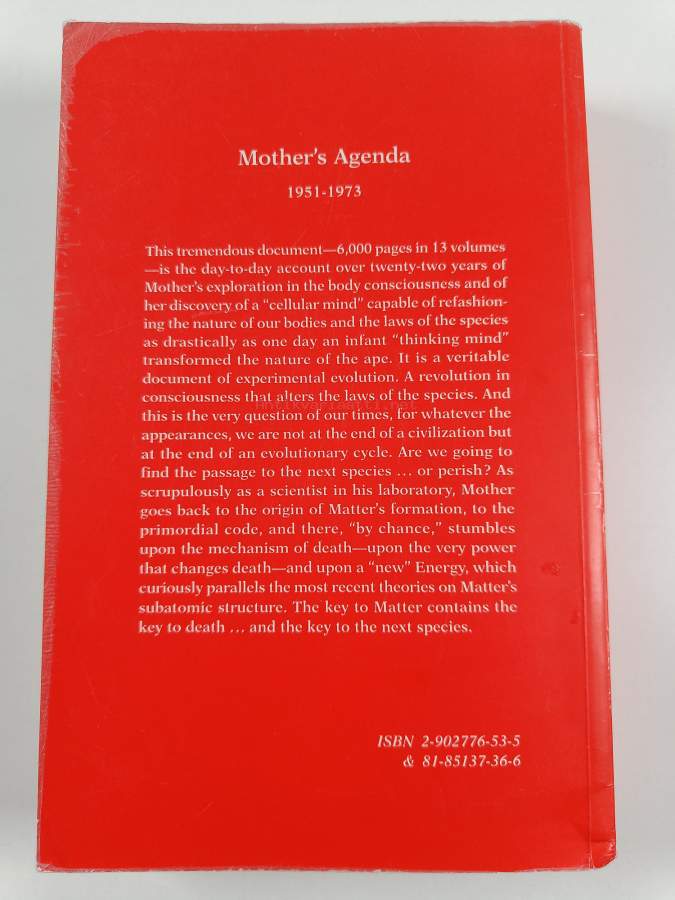 Mother's Agenda
1951-1973
This tremendous document—6,000 pages in 13 volumes
—is the day-to-day account over twenty-two years of
Mother's exploration in the body consciousness and of
her discovery of a “cellular mind” capable of refashion-
ing the nature of our bodies and the laws of the species
as drastically as one day an infant “thinking mind”
transformed the nature of the ape. It is a veritable
document of experimental evolution. A revolution in
consciousness that alters the laws of the species. And
antikvariaatti.net
this is the very question of our times, for whatever the
appearances, we are not at the end of a civilization but
at the end of an evolutionary cycle. Are we going to
find the passage to the next species ... or perish? As
scrupulously as a scientist in his laboratory, Mother
goes back to the origin of Matter's formation, to the
primordial code, and there, “by chance,” stumbles
upon the mechanism of death—upon the very power
that changes death—and upon a “new” Energy, which
curiously parallels the most recent theories on Matter's
subatomic structure. The key to Matter contains the
key to death ... and the key to the next species.
ISBN 2-902776-53-5
& 81-85137-36-6